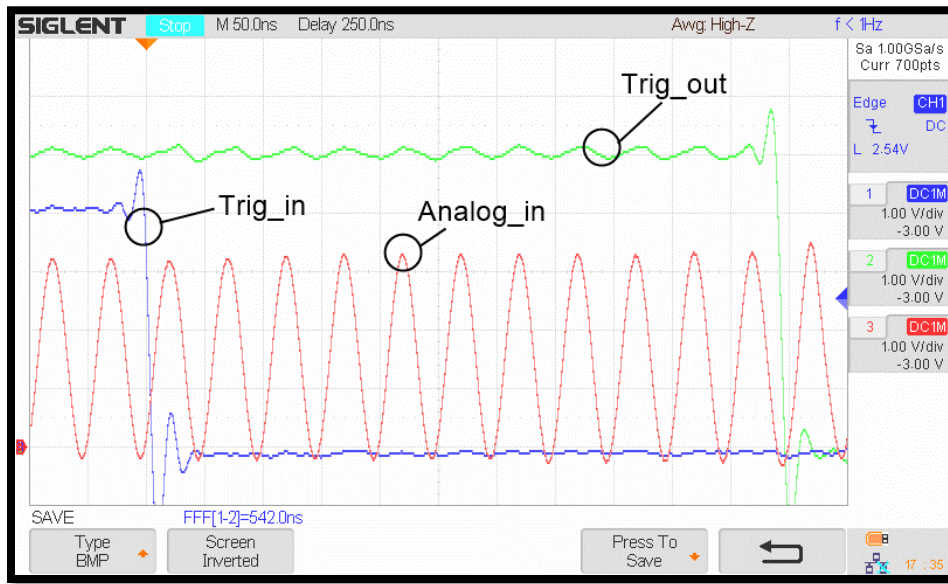 SIGLENT Stop M 50.0ns Delay 250.0ns Awg: High-Z f < 1Hz
Sa 1.00GSa/s
Curr 700pts
Trig_out
Edge CH1
DC
L 2.54V
Trig_in
Analog_in
1 DC1M
1.00 V/div
-3.00 V
2 DC1M
1.00 V/div
-3.00 V
3 DC1M
1.00 V/div
-3.00 V
SAVE FFF[1-2]=542.0ns
Type
BMP
Screen
Inverted
Press To
Save
17 : 35